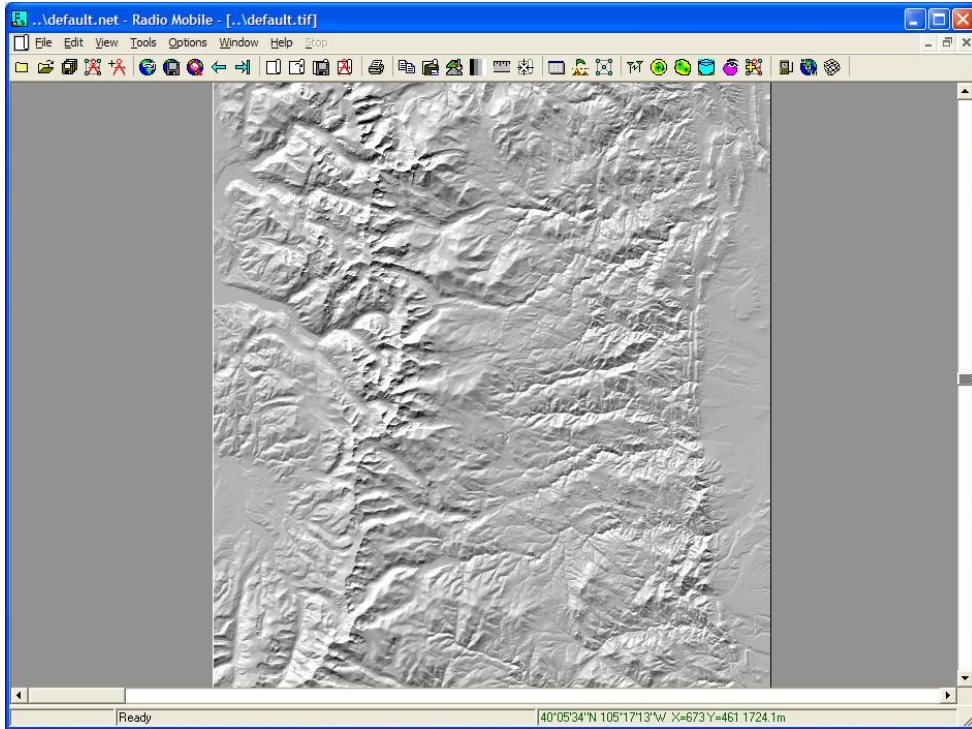 ..\default.net - Radio Mobile - [..\default.tif]
File Edit View Tools Options Window Help Stop
Ready
40°05'34"N 105°17'13"W X=673 Y=461 1724.1m